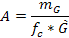 A = m_G / (f_c * Ĝ)